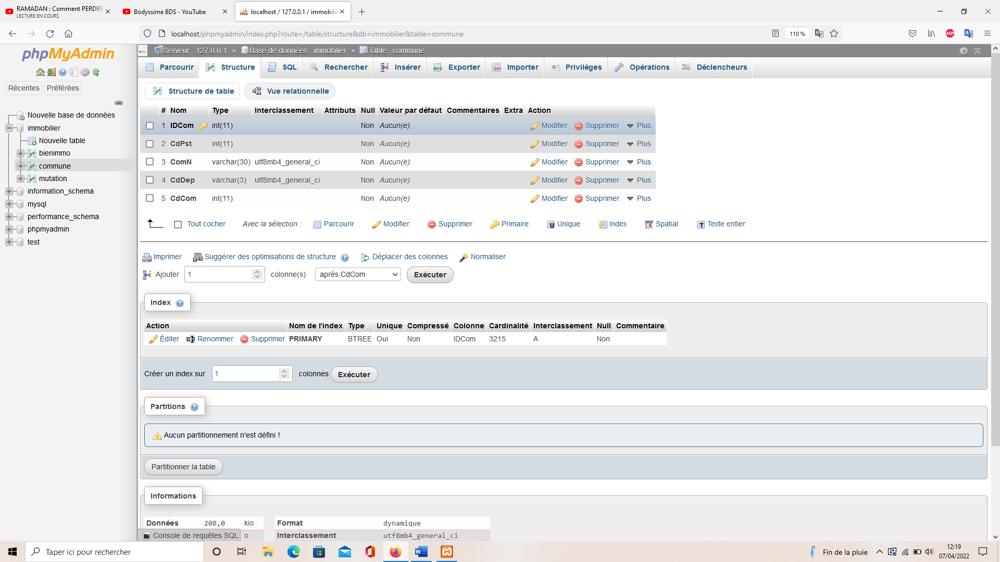 RAMADAN : Comment PERDRE
LECTURE EN COURS
Bodyssime BDS - YouTube
localhost / 127.0.0.1 / immobilie
localhost/phpmyadmin/index.php?route=/table/structure&db=immobilier&table=commune
110 %
ABP
phpMyAdmin
Récentes
Préférées
Nouvelle base de données
immobilier
Nouvelle table
bienimmo
commune
mutation
information_schema
mysql
performance_schema
phpmyadmin
test
Serveur : 127.0.0.1 » Base de données : immobilier » Table : commune
Parcourir Structure SQL Rechercher Insérer Exporter Importer Privilèges Opérations Déclencheurs
Structure de table Vue relationnelle
# Nom Type Interclassement Attributs Null Valeur par défaut Commentaires Extra Action
1 IDCom int(11) Non Aucun(e) Modifier Supprimer Plus
2 CdPst int(11) Non Aucun(e) Modifier Supprimer Plus
3 ComN varchar(30) utf8mb4_general_ci Non Aucun(e) Modifier Supprimer Plus
4 CdDep varchar(3) utf8mb4_general_ci Non Aucun(e) Modifier Supprimer Plus
5 CdCom int(11) Non Aucun(e) Modifier Supprimer Plus
Tout cocher Avec la sélection : Parcourir Modifier Supprimer Primaire Unique Index Spatial Texte entier
Imprimer Suggérer des optimisations de structure Déplacer des colonnes Normaliser
Ajouter 1 colonne(s) après CdCom Exécuter
Index
Action Nom de l'index Type Unique Compressé Colonne Cardinalité Interclassement Null Commentaire
Éditer Renommer Supprimer PRIMARY BTREE Oui Non IDCom 3215 A Non
Créer un index sur 1 colonnes Exécuter
Partitions
Aucun partitionnement n'est défini !
Partitionner la table
Informations
Données 208,0 kio Format dynamique
Console de requêtes SQL o Interclassement utf8mb4_general_ci
Taper ici pour rechercher
Fin de la pluie
12:19
07/04/2022